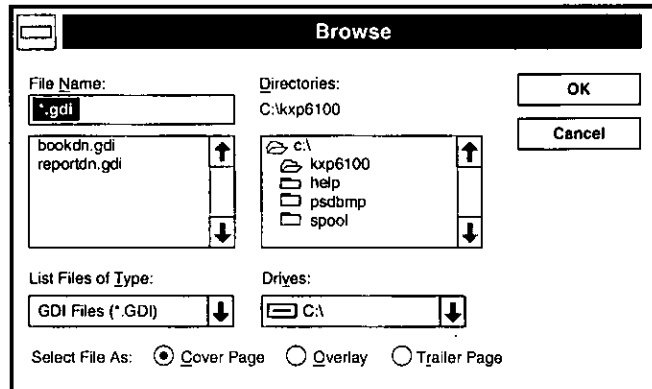 Browse
File Name:
*.gdi
bookdn.gdi
reportdn.gdi
Directories:
C:\kxp6100
c:\
kxp6100
help
psdbmp
spool
OK
Cancel
List Files of Type:
GDI Files (*.GDI)
Drives:
C:\
Select File As: Cover Page Overlay Trailer Page